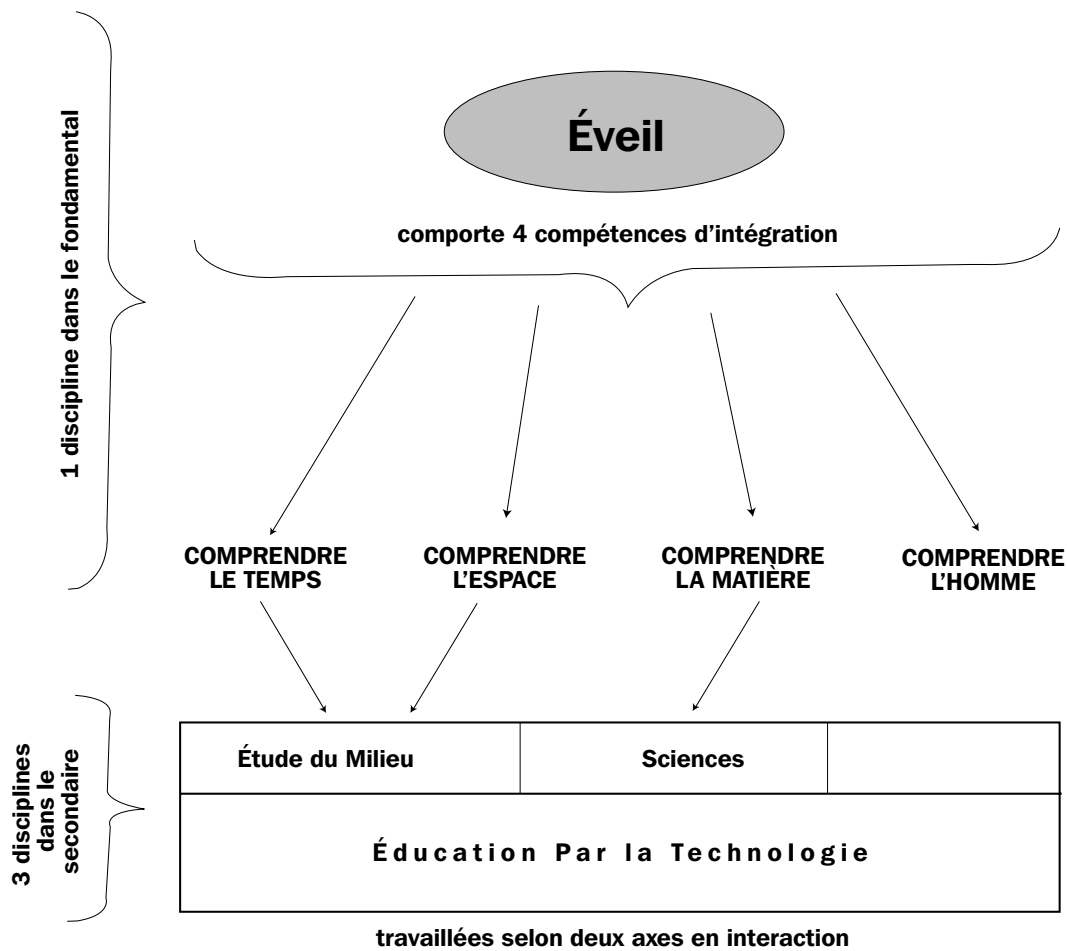 1 discipline dans le fondamental
Éveil
comporte 4 compétences d'intégration
COMPRENDRE
LE TEMPS
COMPRENDRE
L'ESPACE
COMPRENDRE
LA MATIÈRE
COMPRENDRE
L'HOMME
3 disciplines
dans le
secondaire
Étude du Milieu
Sciences
Éducation Par la Technologie
travaillées selon deux axes en interaction